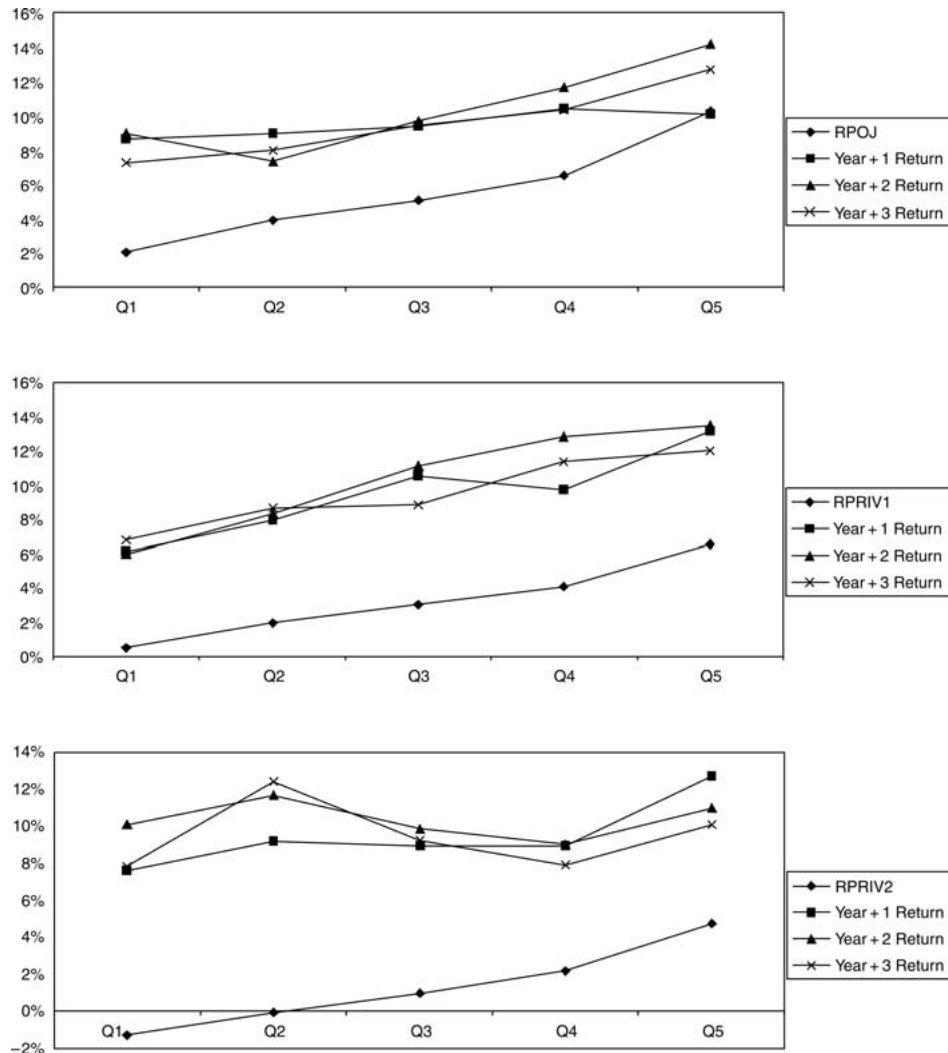 16%
14%
12%
10%
8%
6%
4%
2%
0%
Q1 Q2 Q3 Q4 Q5
RPOJ
Year + 1 Return
Year + 2 Return
Year + 3 Return
16%
14%
12%
10%
8%
6%
4%
2%
0%
Q1 Q2 Q3 Q4 Q5
RPRIV1
Year + 1 Return
Year + 2 Return
Year + 3 Return
14%
12%
10%
8%
6%
4%
2%
0%
−2%
Q1 Q2 Q3 Q4 Q5
RPRIV2
Year + 1 Return
Year + 2 Return
Year + 3 Return